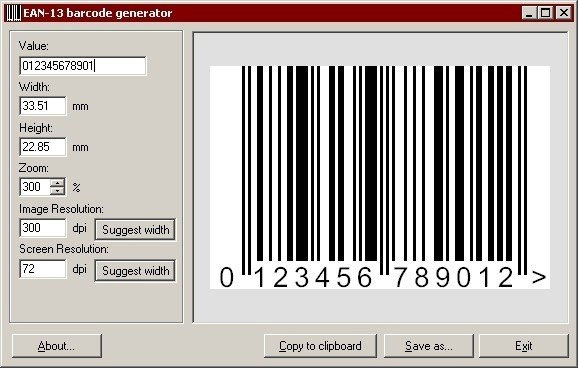 EAN-13 barcode generator
Value:
012345678901
Width:
33.51 mm
Height:
22.85 mm
Zoom:
300 %
Image Resolution:
300 dpi Suggest width
Screen Resolution:
72 dpi Suggest width
0 123456 789012 >
About... Copy to clipboard Save as... Exit